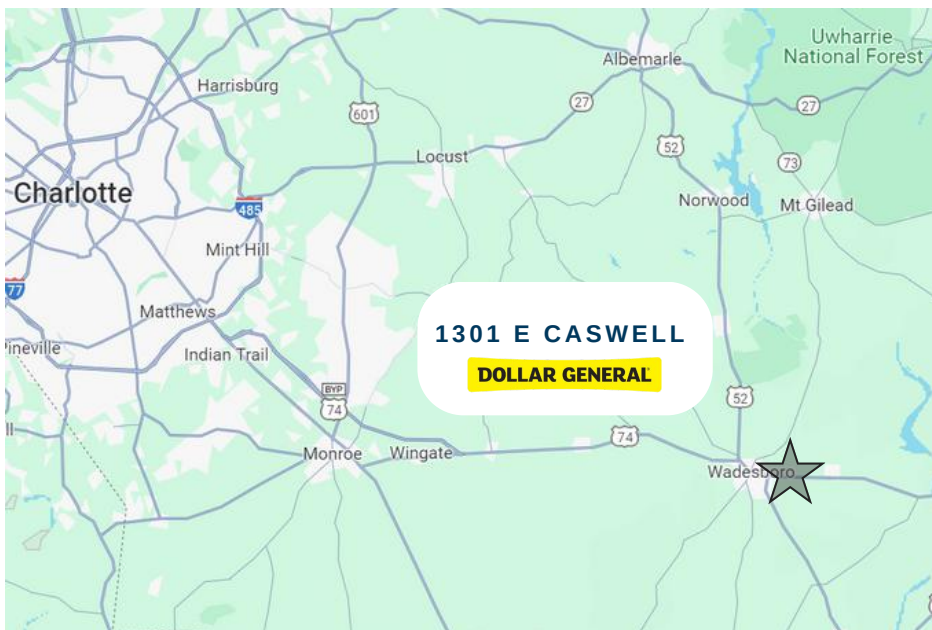 Uwharrie
National Forest
Albemarle
Harrisburg
27
27
601
52
Locust
73
Charlotte
Norwood
Mt Gilead
485
Mint Hill
77
Matthews
1301 E CASWELL
Pineville
Indian Trail
DOLLAR GENERAL
BYP
74
52
ll
74
Monroe
Wingate
Wadesboro